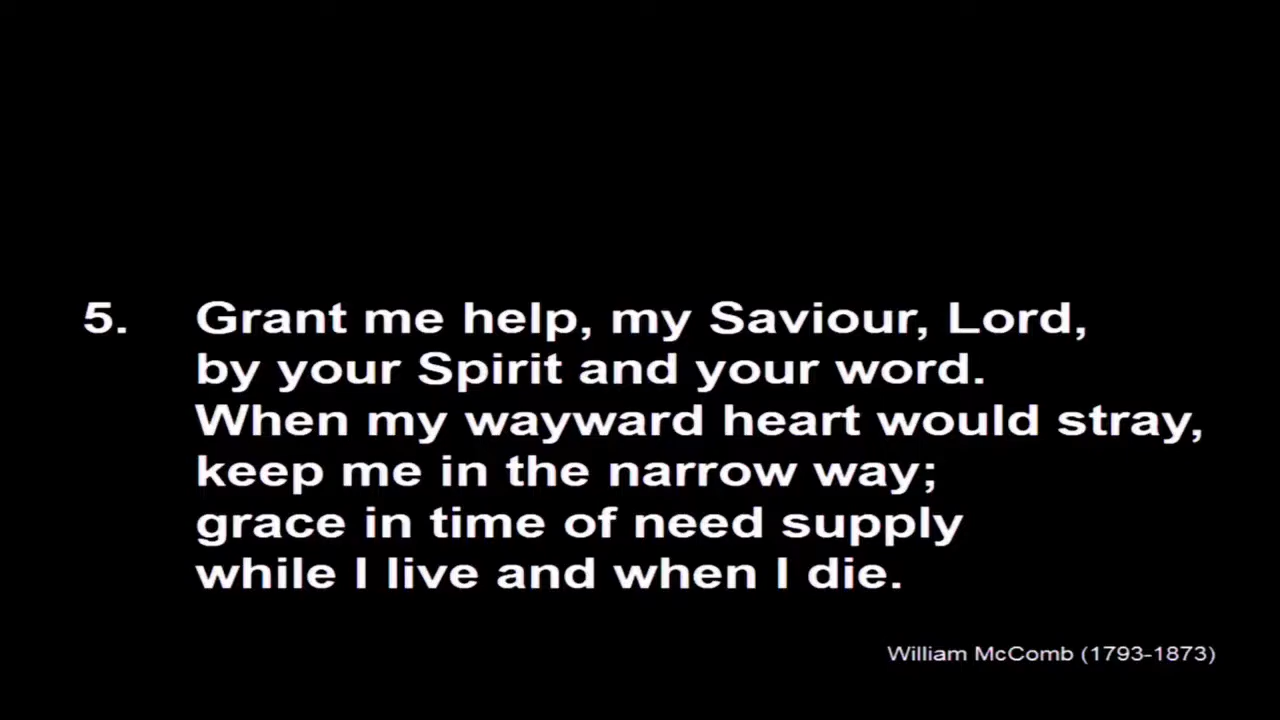 5. Grant me help, my Saviour, Lord,
by your Spirit and your word.
When my wayward heart would stray,
keep me in the narrow way;
grace in time of need supply
while I live and when I die.
William McComb (1793-1873)